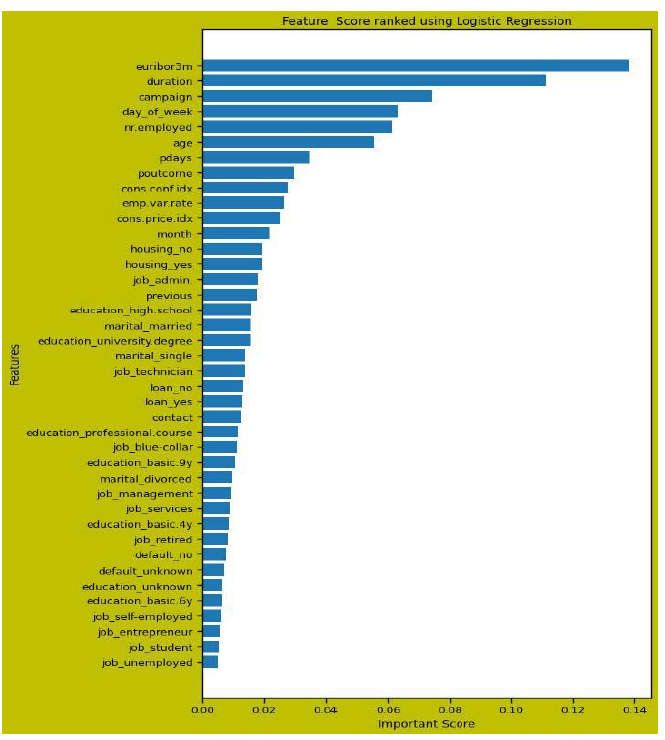 Feature Score ranked using Logistic Regression
euribor3m
duration
campaign
day_of_week
nr.employed
age
pdays
poutcome
cons.conf.idx
emp.var.rate
cons.price.idx
month
housing_no
housing_yes
job_admin.
previous
education_high.school
marital_married
education_university.degree
marital_single
job_technician
loan_no
loan_yes
contact
education_professional.course
job_blue-collar
education_basic.9y
marital_divorced
job_management
job_services
education_basic.4y
job_retired
default_no
default_unknown
education_unknown
education_basic.6y
job_self-employed
job_entrepreneur
job_student
job_unemployed
Features
0.00 0.02 0.04 0.06 0.08 0.10 0.12 0.14
Important Score